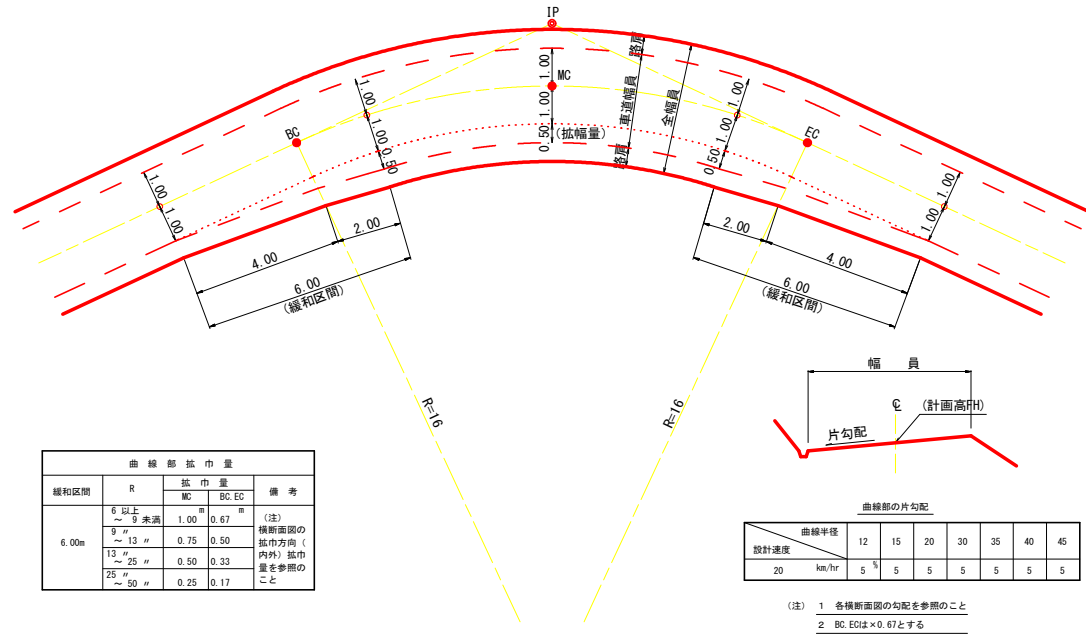 IP
路肩
1.00
MC
1.00
車道幅員
全幅員
1.00
1.00
BC
EC
1.00
1.00
0.50
(拡幅量)
路肩
0.50
0.50
1.00
1.00
1.00
1.00
2.00
4.00
6.00
(緩和区間)
2.00
4.00
6.00
(緩和区間)
R=16
R=16
幅 員
℄ (計画高FH)
片勾配
曲線部拡巾量
緩和区間 R 拡巾量 備考
MC BC.EC
6.00m
6 以上 ~ 9 未満 1.00 m 0.67 m
9 〃 ~ 13 〃 0.75 0.50
13 〃 ~ 25 〃 0.50 0.33
25 〃 ~ 50 〃 0.25 0.17
(注)
横断面図の
拡巾方向(
内外)拡巾
量を参照の
こと
曲線部の片勾配
曲線半径 12 15 20 30 35 40 45
設計速度
20 km/hr 5 % 5 5 5 5 5 5
(注) 1 各横断面図の勾配を参照のこと
2 BC.ECは×0.67とする